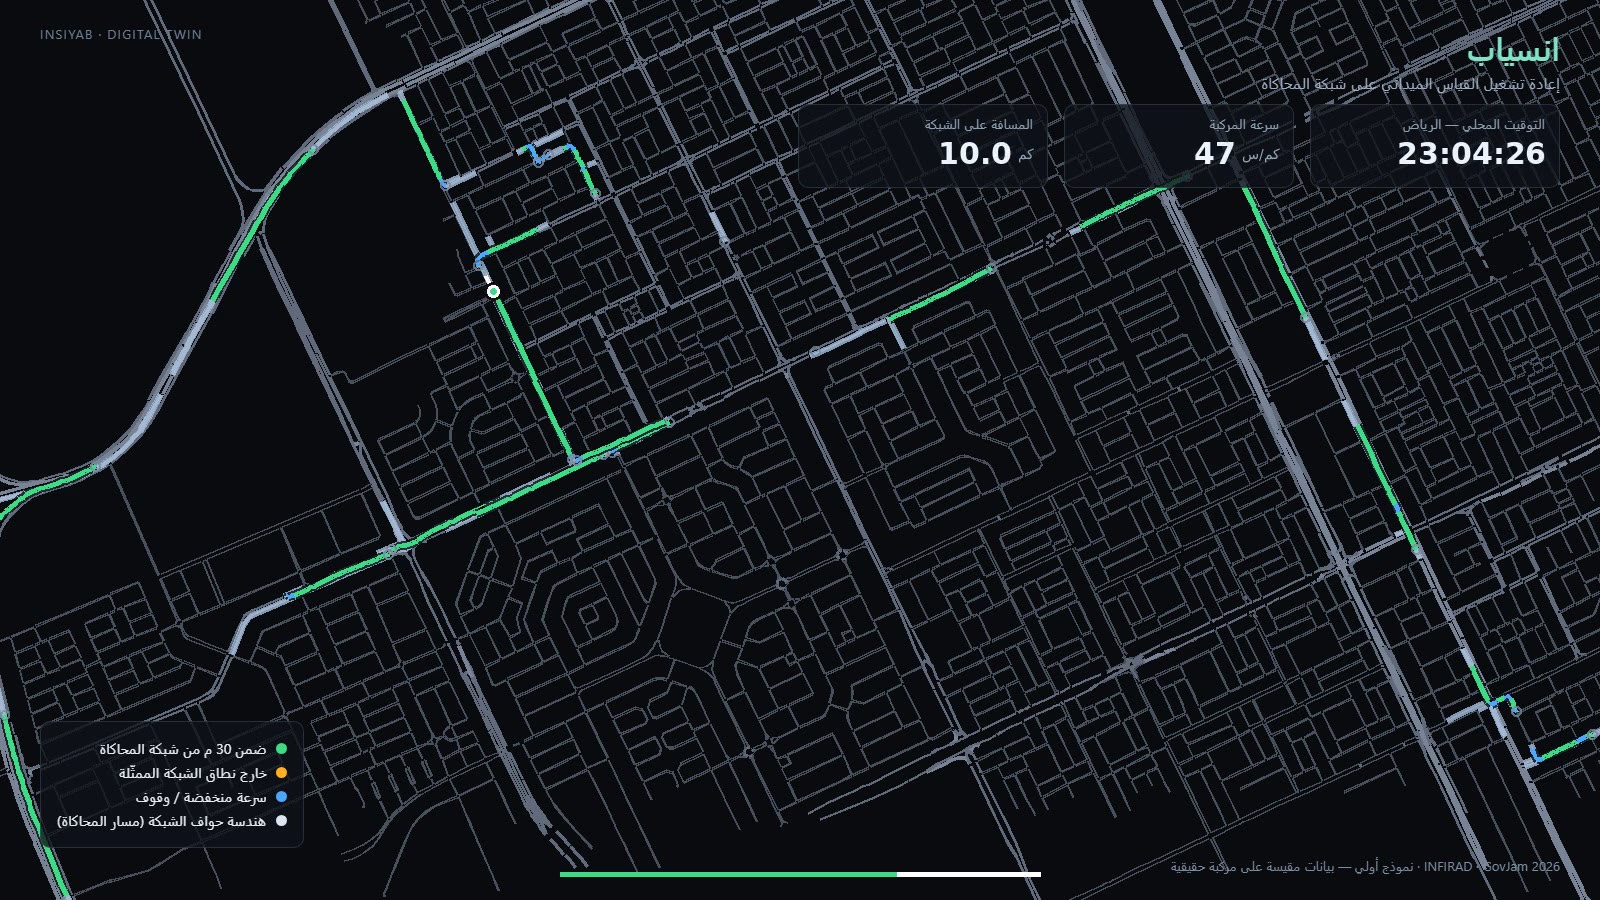 INSIYAB · DIGITAL TWIN
انسياب
إعادة تشغيل القياس الميداني على شبكة المحاكاة
التوقيت المحلي — الرياض
23:04:26
سرعة المركبة
47 كم/س
المسافة على الشبكة
10.0 كم
ضمن 30 م من شبكة المحاكاة
خارج نطاق الشبكة الممثّلة
سرعة منخفضة / وقوف
هندسة حواف الشبكة (مسار المحاكاة)
نموذج أولي — بيانات مقيسة على مركبة حقيقية · INFIRAD · GovJam 2026